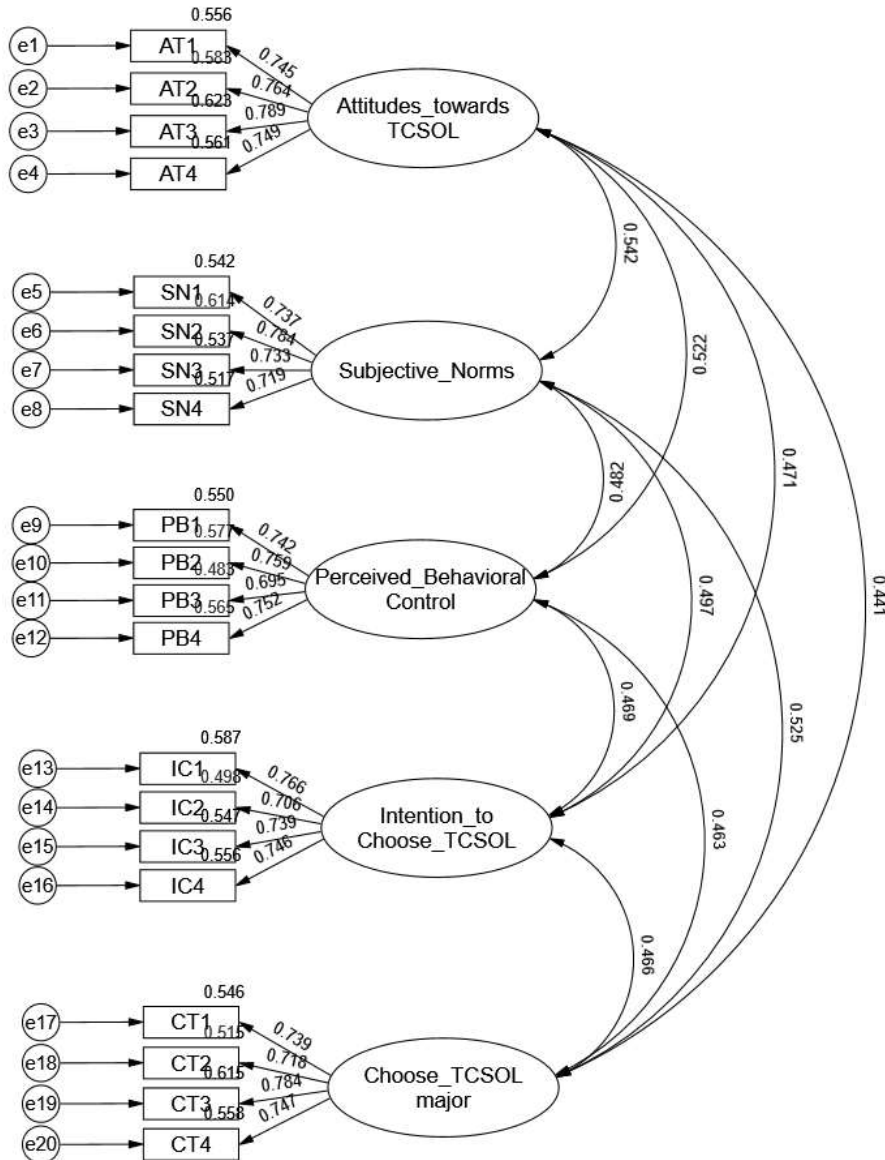 0.556
e1
AT1
0.745
0.583
e2
AT2
0.764
0.623
e3
AT3
0.789
0.561
e4
AT4
0.749
Attitudes_towards
TCSOL
0.542
e5
SN1
0.737
0.614
e6
SN2
0.784
0.537
e7
SN3
0.733
0.517
e8
SN4
0.719
Subjective_Norms
0.550
e9
PB1
0.742
0.577
e10
PB2
0.759
0.483
e11
PB3
0.695
0.565
e12
PB4
0.752
Perceived_Behavioral
Control
0.587
e13
IC1
0.766
0.498
e14
IC2
0.706
0.547
e15
IC3
0.739
0.556
e16
IC4
0.746
Intention_to
Choose_TCSOL
0.546
e17
CT1
0.739
0.515
e18
CT2
0.718
0.615
e19
CT3
0.784
0.558
e20
CT4
0.747
Choose_TCSOL
major
0.542
0.522
0.471
0.441
0.482
0.497
0.525
0.469
0.463
0.466